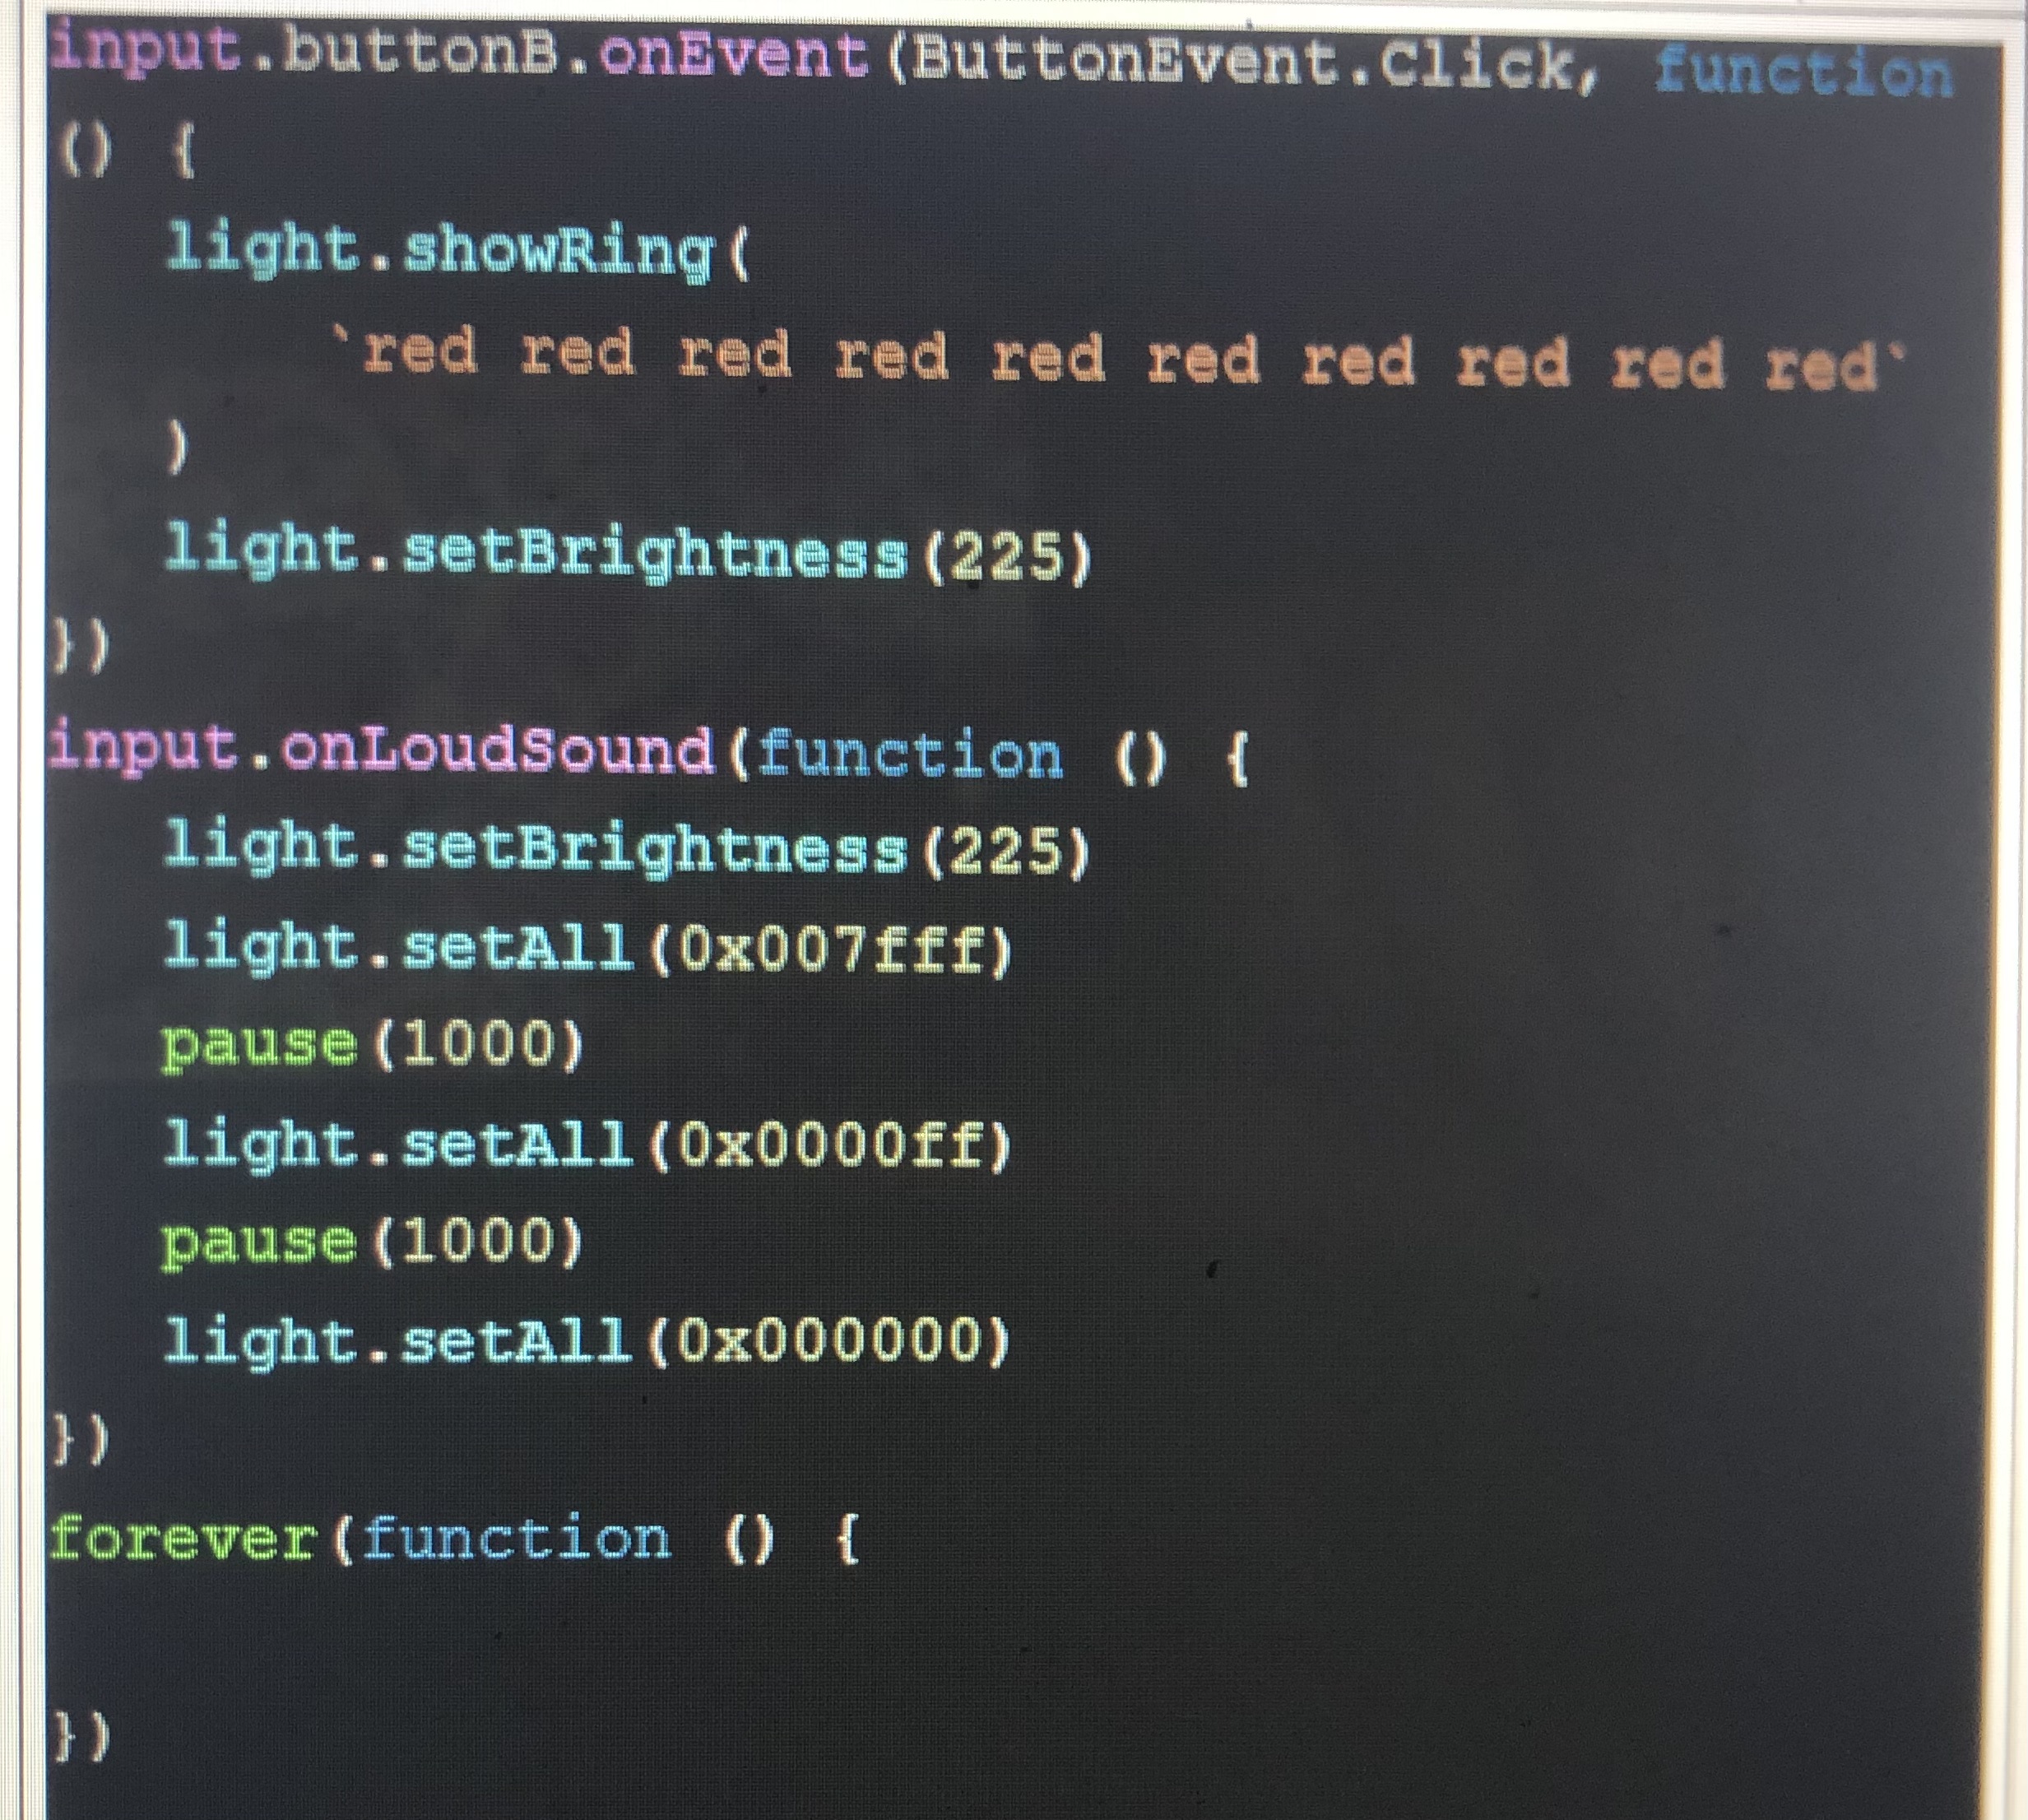 input.buttonB.onEvent(ButtonEvent.Click, function
() {
light.showRing(
`red red red red red red red red red red`
)
light.setBrightness(225)
})
input.onLoudSound(function () {
light.setBrightness(225)
light.setAll(0x007fff)
pause(1000)
light.setAll(0x0000ff)
pause(1000)
light.setAll(0x000000)
})
forever(function () {
})